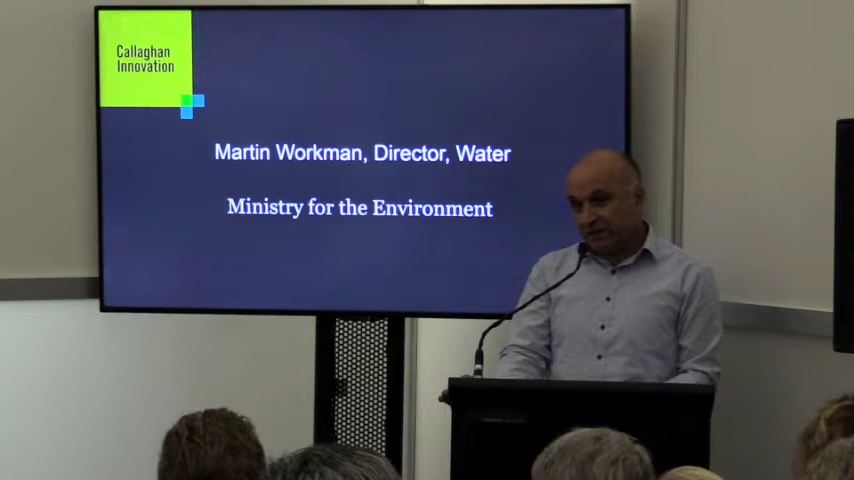 Callaghan
Innovation
Martin Workman, Director, Water
Ministry for the Environment